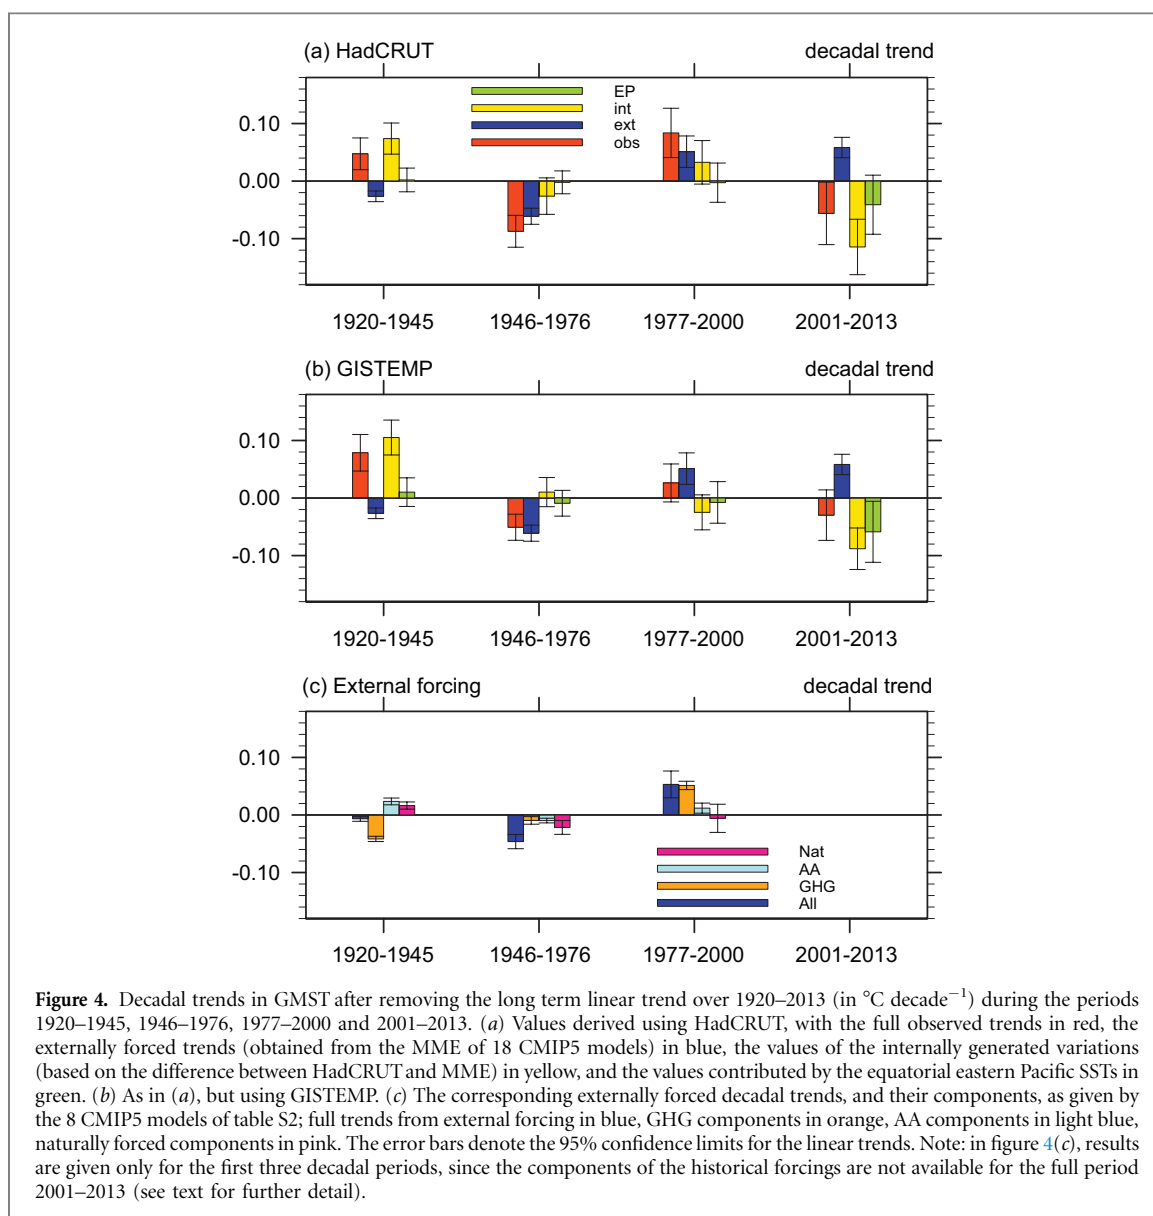 (a) HadCRUT decadal trend
EP
int
ext
obs
0.10
0.00
-0.10
1920-1945 1946-1976 1977-2000 2001-2013
(b) GISTEMP decadal trend
0.10
0.00
-0.10
1920-1945 1946-1976 1977-2000 2001-2013
(c) External forcing decadal trend
0.10
0.00
-0.10
Nat
AA
GHG
All
1920-1945 1946-1976 1977-2000 2001-2013
Figure 4. Decadal trends in GMST after removing the long term linear trend over 1920–2013 (in °C decade⁻¹) during the periods
1920–1945, 1946–1976, 1977–2000 and 2001–2013. (a) Values derived using HadCRUT, with the full observed trends in red, the
externally forced trends (obtained from the MME of 18 CMIP5 models) in blue, the values of the internally generated variations
(based on the difference between HadCRUT and MME) in yellow, and the values contributed by the equatorial eastern Pacific SSTs in
green. (b) As in (a), but using GISTEMP. (c) The corresponding externally forced decadal trends, and their components, as given by
the 8 CMIP5 models of table S2; full trends from external forcing in blue, GHG components in orange, AA components in light blue,
naturally forced components in pink. The error bars denote the 95% confidence limits for the linear trends. Note: in figure 4(c), results
are given only for the first three decadal periods, since the components of the historical forcings are not available for the full period
2001–2013 (see text for further detail).